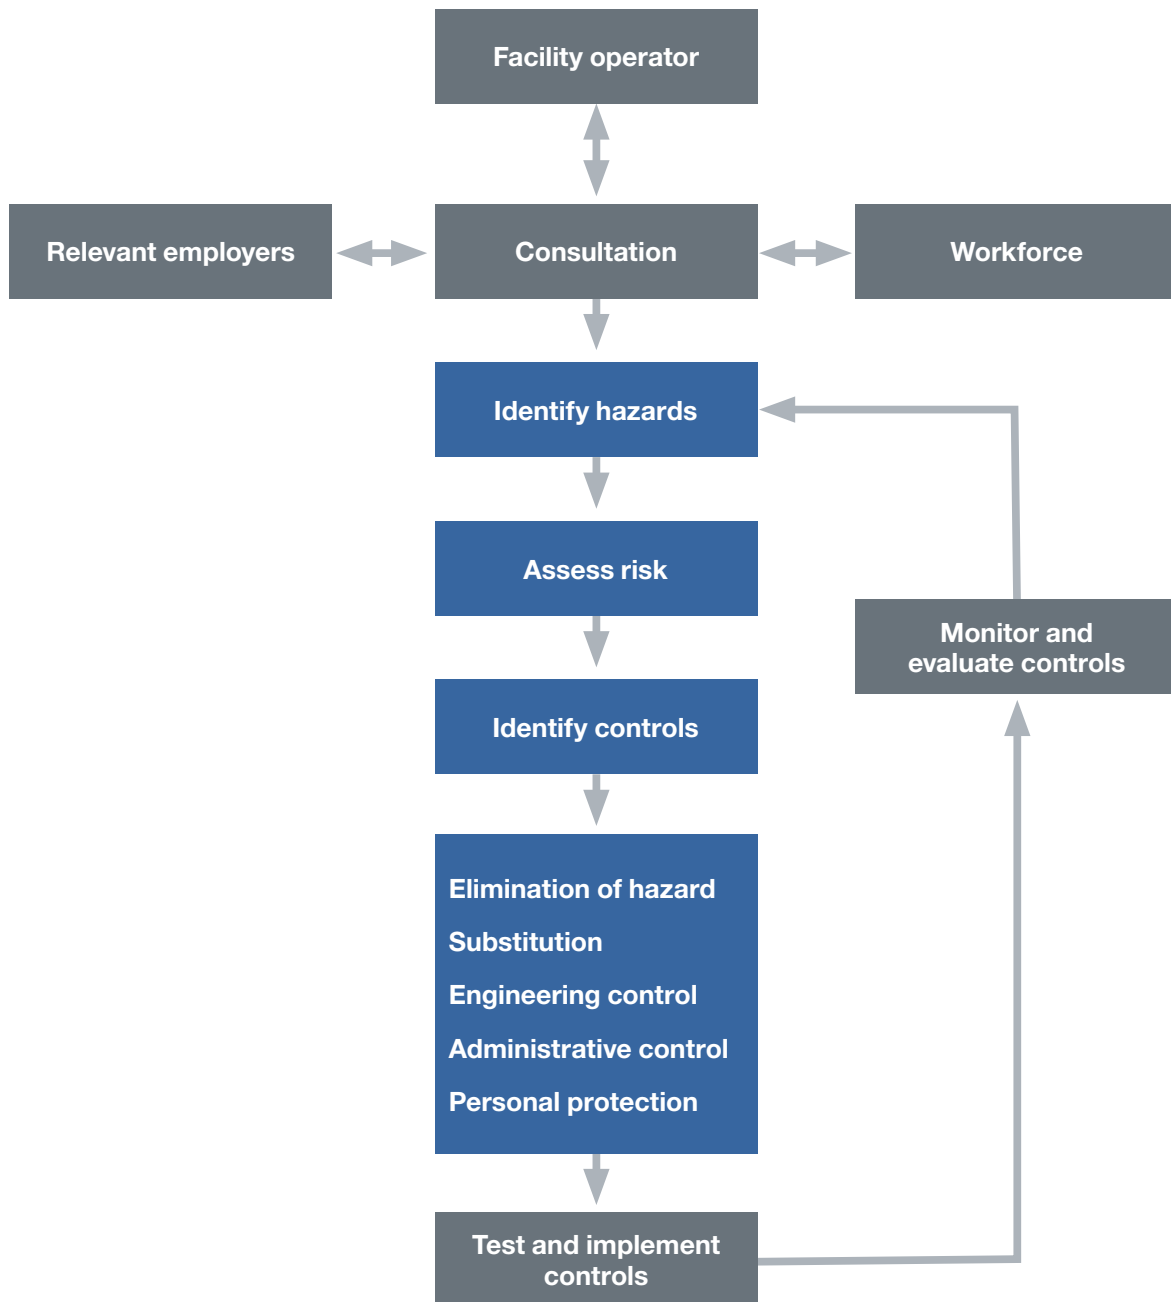 Facility operator
Relevant employers
Consultation
Workforce
Identify hazards
Assess risk
Monitor and
evaluate controls
Identify controls
Elimination of hazard
Substitution
Engineering control
Administrative control
Personal protection
Test and implement
controls